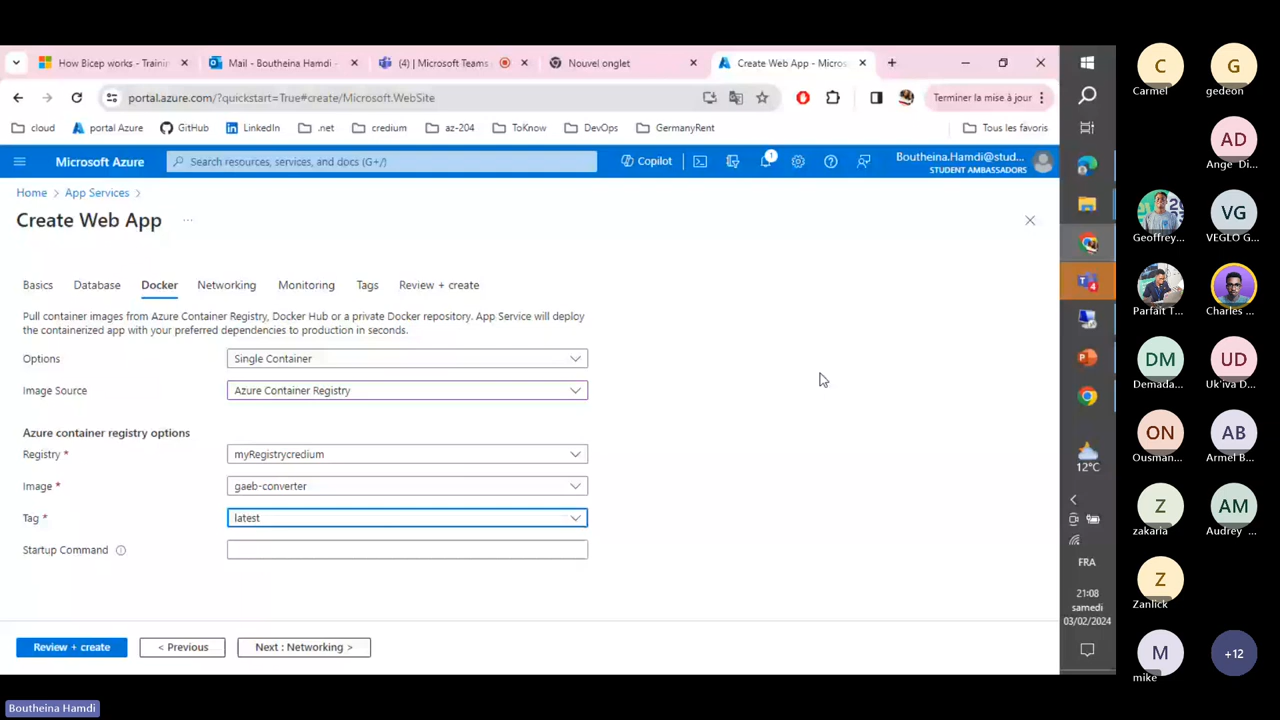 How Bicep works - Training
Mail - Boutheina Hamdi -
(4) | Microsoft Teams
Nouvel onglet
Create Web App - Microsoft
portal.azure.com/?quickstart=True#create/Microsoft.WebSite
Terminer la mise à jour
cloud
portal Azure
GitHub
LinkedIn
.net
credium
az-204
ToKnow
DevOps
GermanyRent
Tous les favoris
Microsoft Azure
Search resources, services, and docs (G+/)
Copilot
1
Boutheina.Hamdi@stud...
STUDENT AMBASSADORS
Home > App Services >
Create Web App ...
Basics
Database
Docker
Networking
Monitoring
Tags
Review + create
Pull container images from Azure Container Registry, Docker Hub or a private Docker repository. App Service will deploy
the containerized app with your preferred dependencies to production in seconds.
Options
Single Container
Image Source
Azure Container Registry
Azure container registry options
Registry *
myRegistrycredium
Image *
gaeb-converter
Tag *
latest
Startup Command
Review + create
< Previous
Next : Networking >
12°C
FRA
21:08
samedi
03/02/2024
C
Carmel
G
gedeon
AD
Ange Di...
Geoffrey...
VG
VEGLO G...
Parfait T...
Charles ...
DM
Demada...
UD
Uk'iva D...
ON
Ousman...
AB
Armel B...
Z
zakaria
AM
Audrey ...
Z
Zanlick
M
mike
+12
Boutheina Hamdi